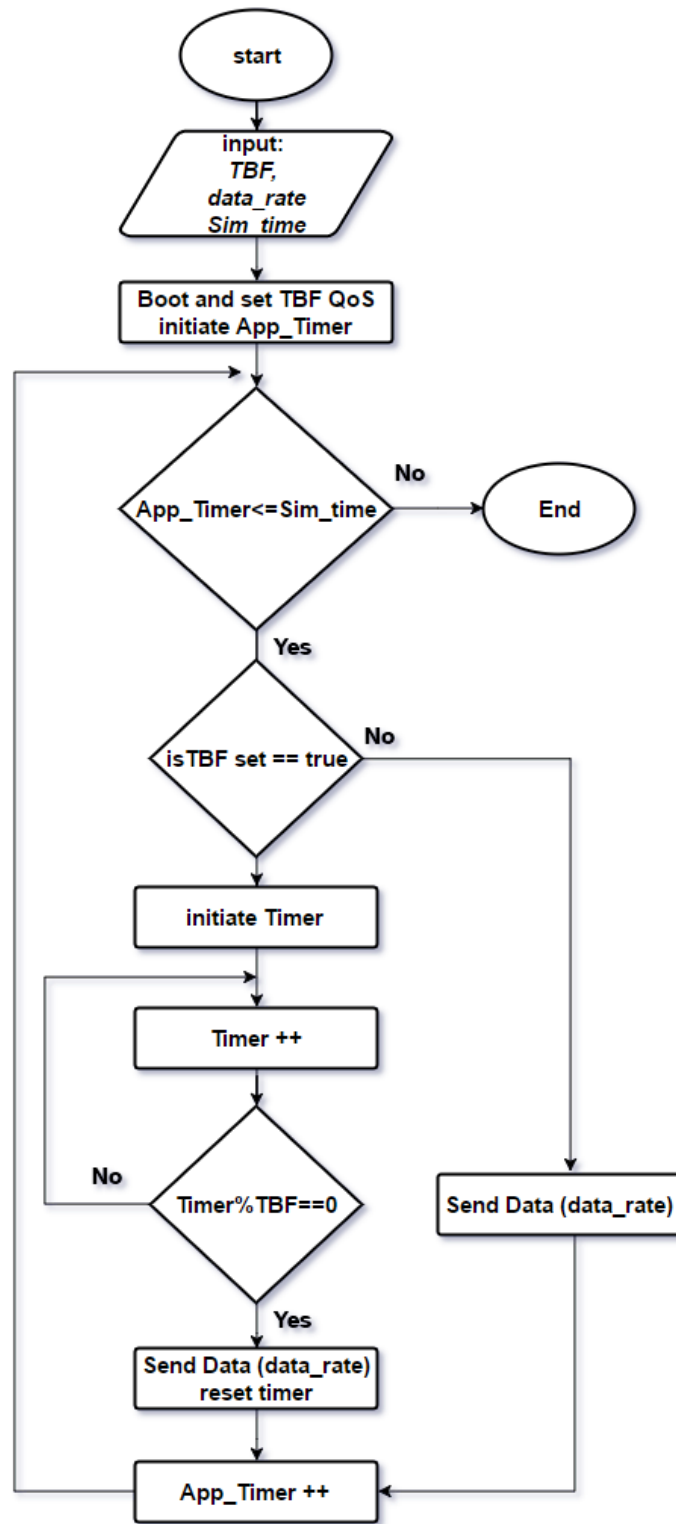 start
input:
TBF,
data_rate
Sim_time
Boot and set TBF QoS
initiate App_Timer
App_Timer<=Sim_time
No
End
Yes
isTBF set == true
No
initiate Timer
Timer ++
No
Timer%TBF==0
Send Data (data_rate)
Yes
Send Data (data_rate)
reset timer
App_Timer ++